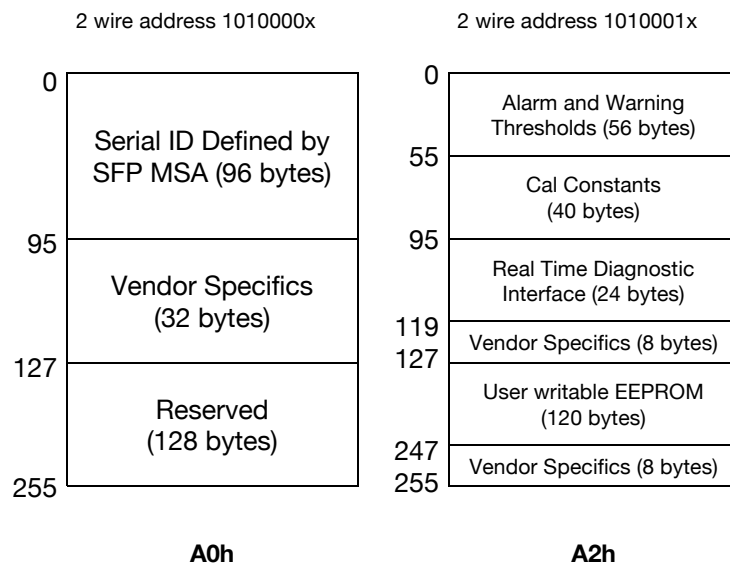 2 wire address 1010000x
0
Serial ID Defined by
SFP MSA (96 bytes)
95
Vendor Specifics
(32 bytes)
127
Reserved
(128 bytes)
255
A0h
2 wire address 1010001x
0
Alarm and Warning
Thresholds (56 bytes)
55
Cal Constants
(40 bytes)
95
Real Time Diagnostic
Interface (24 bytes)
119
Vendor Specifics (8 bytes)
127
User writable EEPROM
(120 bytes)
247
Vendor Specifics (8 bytes)
255
A2h